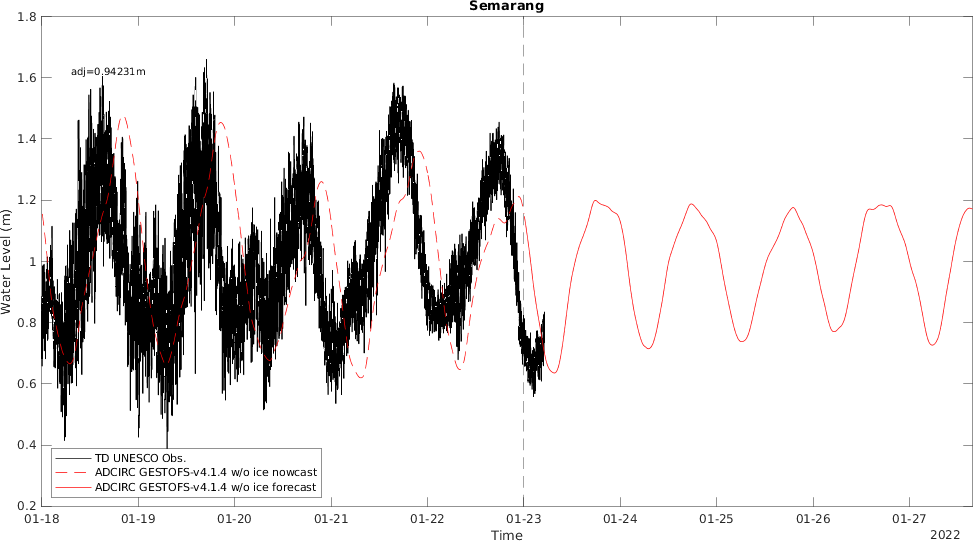 Semarang
1.8
1.6
1.4
1.2
1
0.8
0.6
0.4
0.2
Water Level (m)
adj=0.94231m
TD UNESCO Obs.
ADCIRC GESTOFS-v4.1.4 w/o ice nowcast
ADCIRC GESTOFS-v4.1.4 w/o ice forecast
01-18 01-19 01-20 01-21 01-22 01-23 01-24 01-25 01-26 01-27
Time
2022